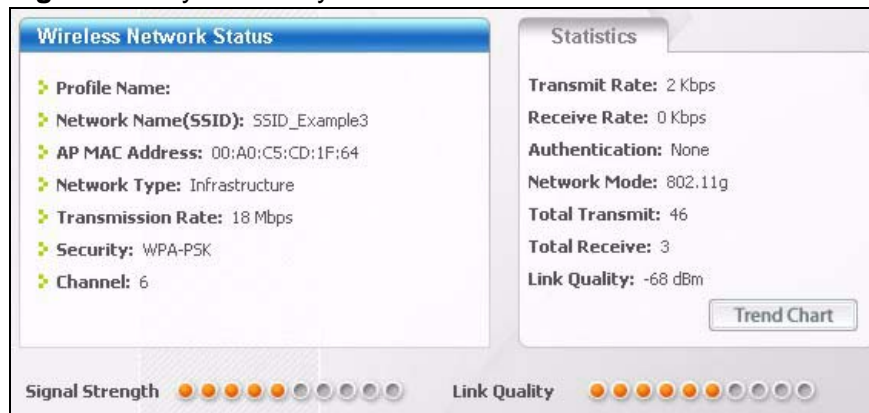 Wireless Network Status
Profile Name:
Network Name(SSID): SSID_Example3
AP MAC Address: 00:A0:C5:CD:1F:64
Network Type: Infrastructure
Transmission Rate: 18 Mbps
Security: WPA-PSK
Channel: 6
Statistics
Transmit Rate: 2 Kbps
Receive Rate: 0 Kbps
Authentication: None
Network Mode: 802.11g
Total Transmit: 46
Total Receive: 3
Link Quality: -68 dBm
Trend Chart
Signal Strength
Link Quality